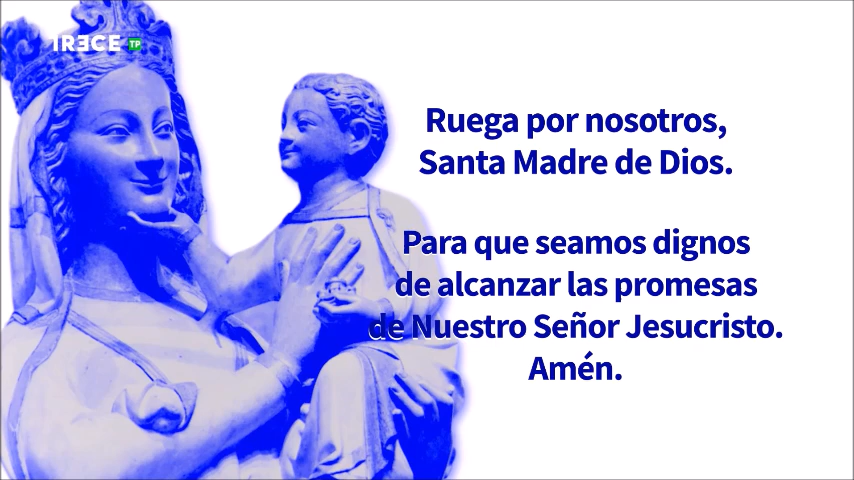 TRECE TP
Ruega por nosotros,
Santa Madre de Dios.
Para que seamos dignos
de alcanzar las promesas
de Nuestro Señor Jesucristo.
Amén.